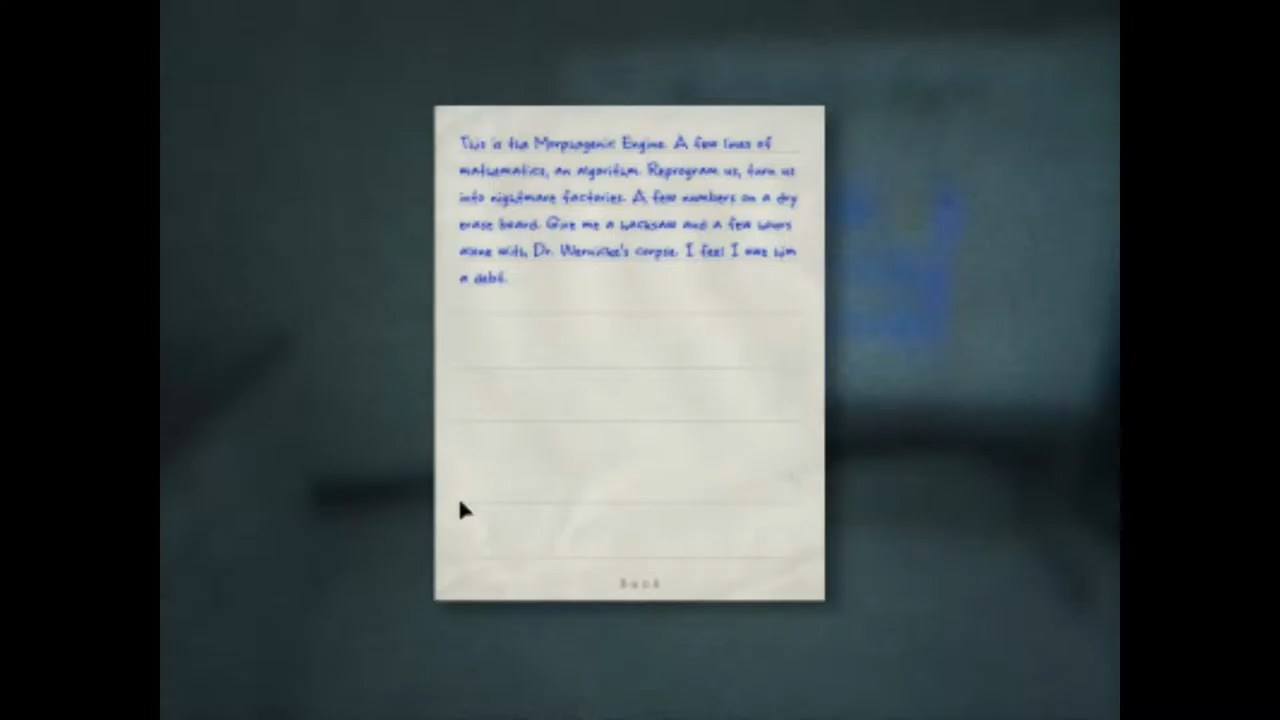 This is the Morphogenic Engine. A few lines of
mathematics, an algorithm. Reprogram us, turn us
into nightmare factories. A few numbers on a dry
erase board. Give me a hacksaw and a few hours
alone with Dr. Wernicke's corpse. I feel I owe him
a debt.
Back